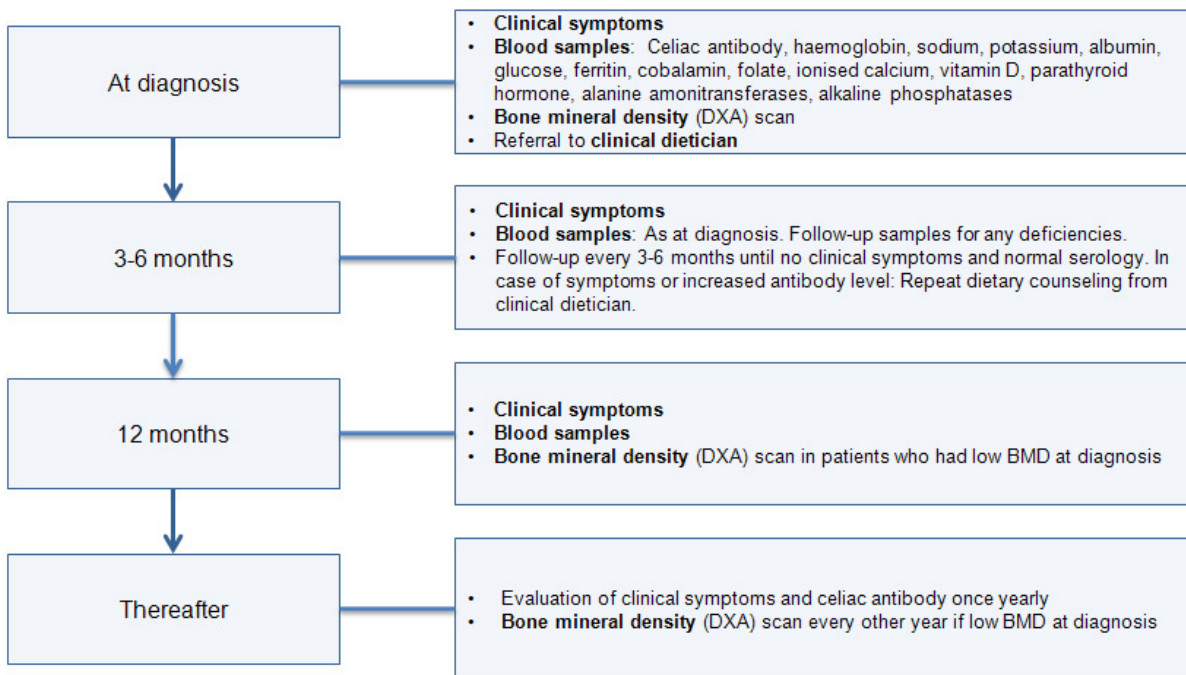 At diagnosis
• Clinical symptoms
• Blood samples: Celiac antibody, haemoglobin, sodium, potassium, albumin,
glucose, ferritin, cobalamin, folate, ionised calcium, vitamin D, parathyroid
hormone, alanine amonitransferases, alkaline phosphatases
• Bone mineral density (DXA) scan
• Referral to clinical dietician
3-6 months
• Clinical symptoms
• Blood samples: As at diagnosis. Follow-up samples for any deficiencies.
• Follow-up every 3-6 months until no clinical symptoms and normal serology. In
case of symptoms or increased antibody level: Repeat dietary counseling from
clinical dietician.
12 months
• Clinical symptoms
• Blood samples
• Bone mineral density (DXA) scan in patients who had low BMD at diagnosis
Thereafter
• Evaluation of clinical symptoms and celiac antibody once yearly
• Bone mineral density (DXA) scan every other year if low BMD at diagnosis